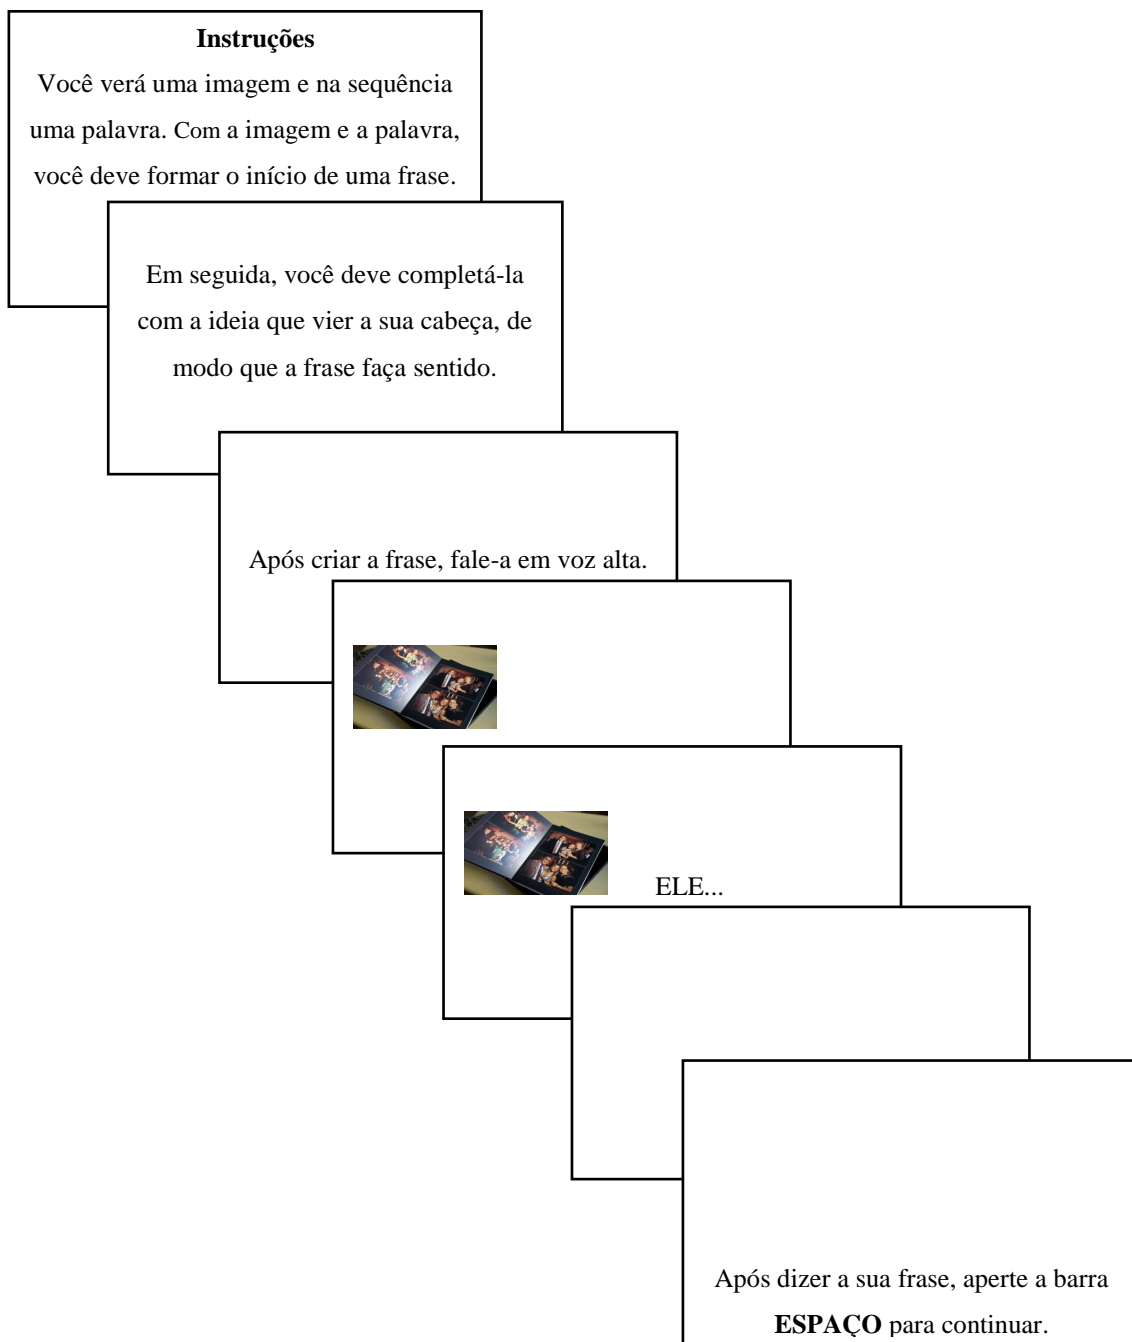 Instruções
Você verá uma imagem e na sequência
uma palavra. Com a imagem e a palavra,
você deve formar o início de uma frase.
Em seguida, você deve completá-la
com a ideia que vier a sua cabeça, de
modo que a frase faça sentido.
Após criar a frase, fale-a em voz alta.
ELE...
Após dizer a sua frase, aperte a barra
ESPAÇO para continuar.